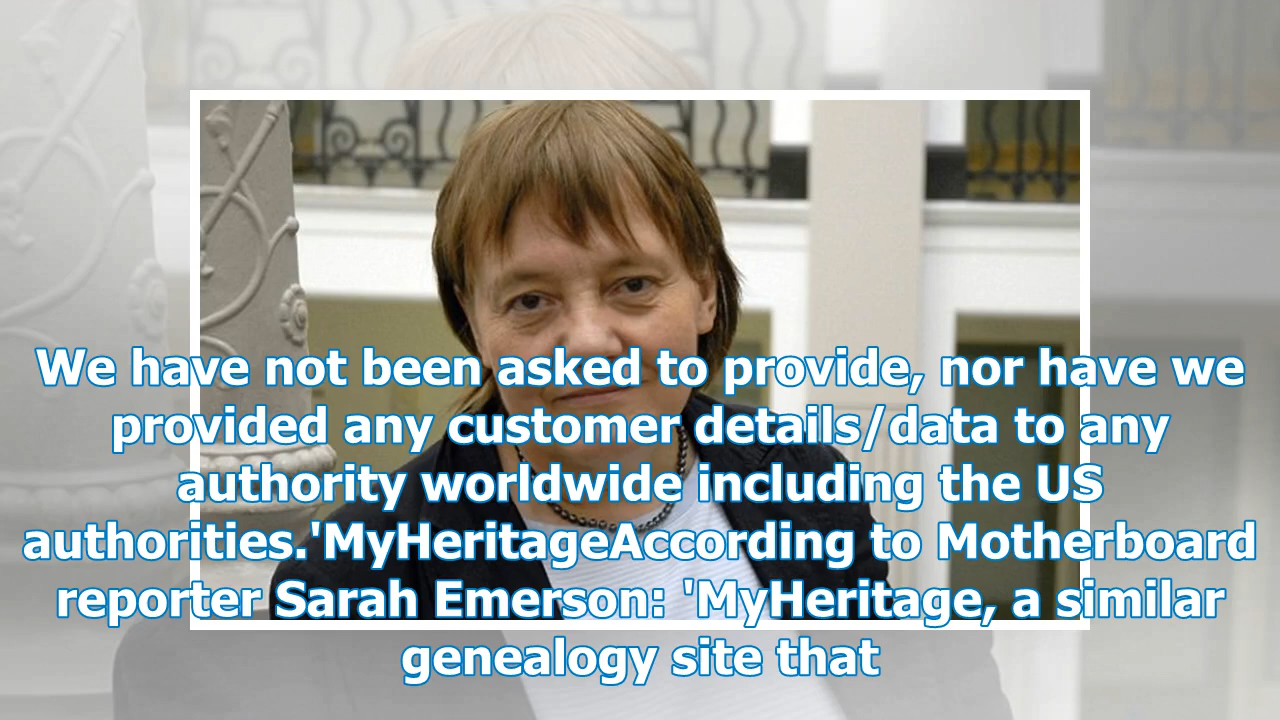 We have not been asked to provide, nor have we
provided any customer details/data to any
authority worldwide including the US
authorities.'MyHeritageAccording to Motherboard
reporter Sarah Emerson: 'MyHeritage, a similar
genealogy site that